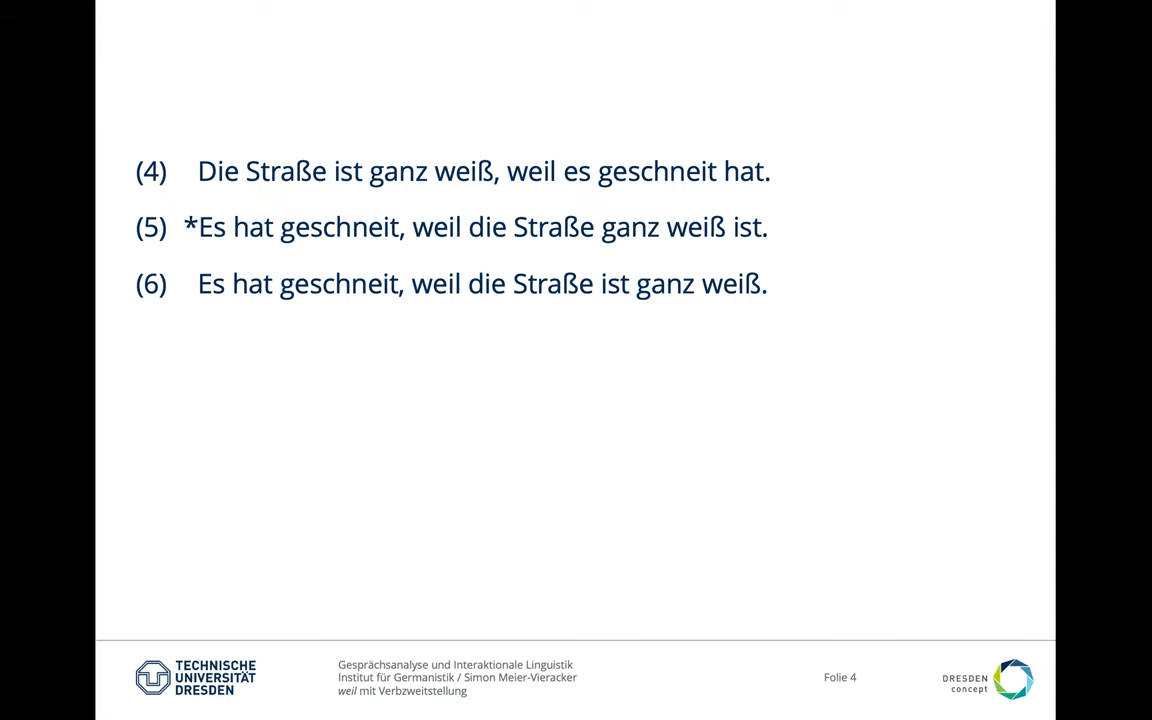 (4) Die Straße ist ganz weiß, weil es geschneit hat.
(5) *Es hat geschneit, weil die Straße ganz weiß ist.
(6) Es hat geschneit, weil die Straße ist ganz weiß.
TECHNISCHE
UNIVERSITÄT
DRESDEN
Gesprächsanalyse und Interaktionale Linguistik
Institut für Germanistik / Simon Meier-Vieracker
weil mit Verbzweitstellung
Folie 4
DRESDEN
concept